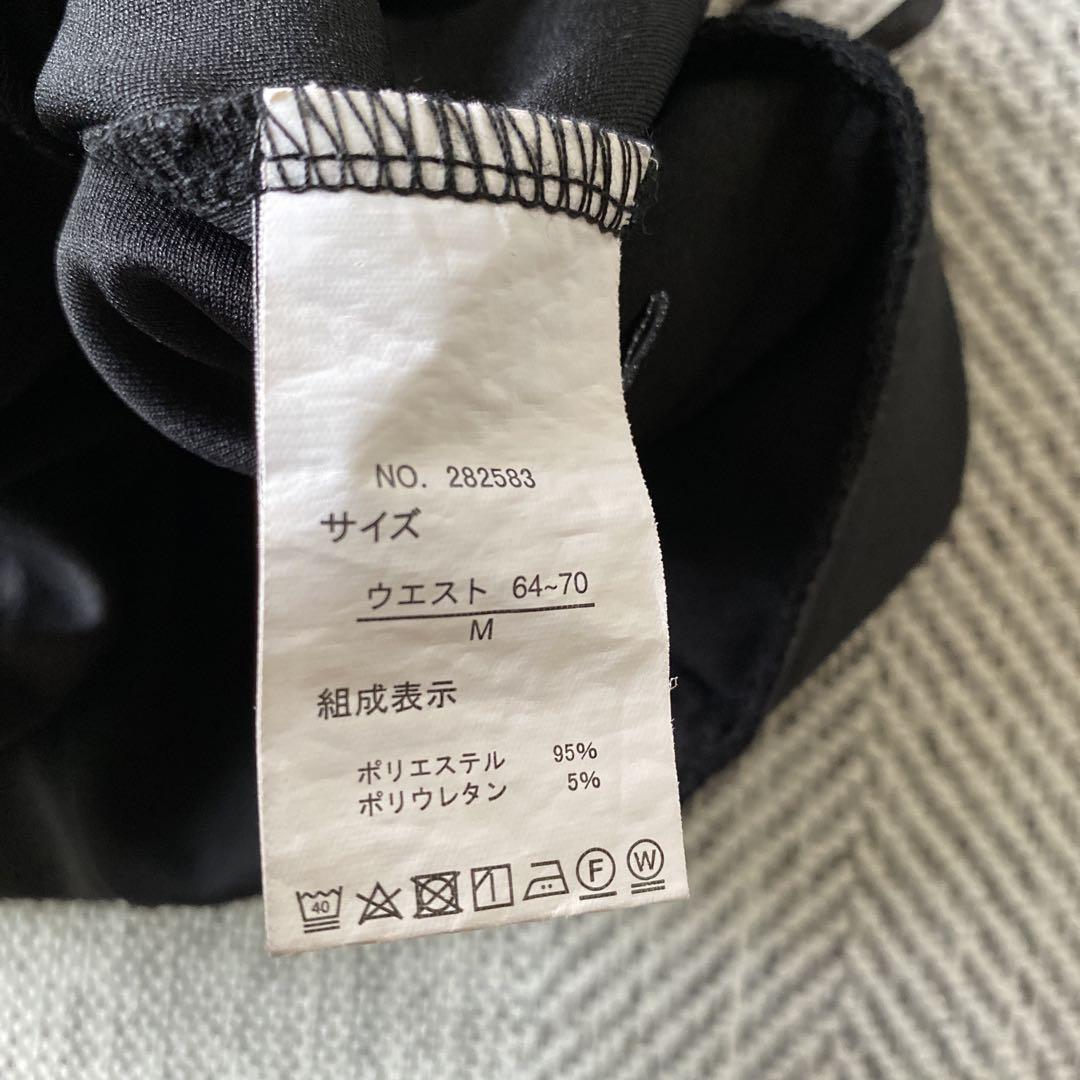 NO. 282583
サイズ
ウエスト 64~70
M
組成表示
ポリエステル 95%
ポリウレタン 5%
40 F W